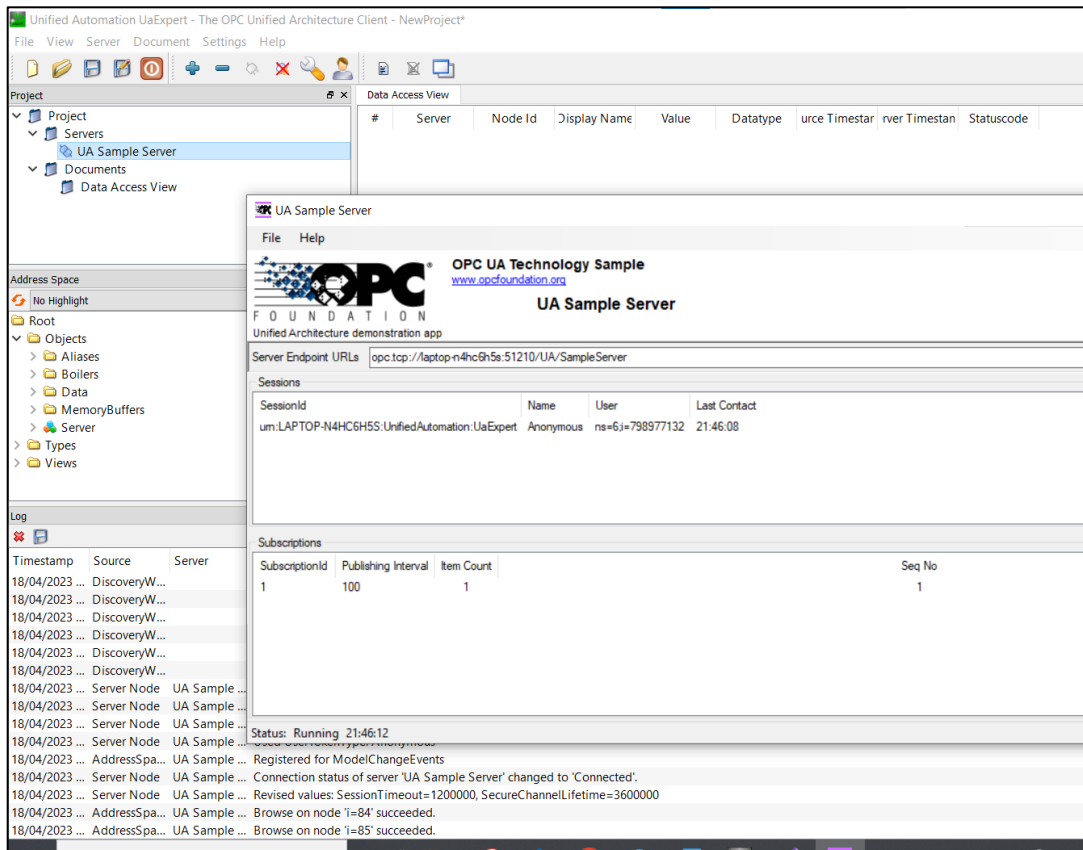 Unified Automation UaExpert - The OPC Unified Architecture Client - NewProject*
File View Server Document Settings Help
Project
Project
Servers
UA Sample Server
Documents
Data Access View
Data Access View
# Server Node Id Display Name Value Datatype urce Timestar rver Timestan Statuscode
Address Space
No Highlight
Root
Objects
Aliases
Boilers
Data
MemoryBuffers
Server
Types
Views
UA Sample Server
File Help
OPC FOUNDATION
Unified Architecture demonstration app
OPC UA Technology Sample
www.opcfoundation.org
UA Sample Server
Server Endpoint URLs opc.tcp://laptop-n4hc6h5s:51210/UA/SampleServer
Sessions
SessionId Name User Last Contact
urn:LAPTOP-N4HC6H5S:UnifiedAutomation:UaExpert Anonymous ns=6;i=798977132 21:46:08
Subscriptions
SubscriptionId Publishing Interval Item Count Seq No
1 100 1 1
Status: Running 21:46:12
Log
Timestamp Source Server
18/04/2023 ... DiscoveryW...
18/04/2023 ... DiscoveryW...
18/04/2023 ... DiscoveryW...
18/04/2023 ... DiscoveryW...
18/04/2023 ... DiscoveryW...
18/04/2023 ... DiscoveryW...
18/04/2023 ... Server Node UA Sample ...
18/04/2023 ... Server Node UA Sample ...
18/04/2023 ... Server Node UA Sample ...
18/04/2023 ... Server Node UA Sample ... Used UserTokenType: Anonymous
18/04/2023 ... AddressSpa... UA Sample ... Registered for ModelChangeEvents
18/04/2023 ... Server Node UA Sample ... Connection status of server 'UA Sample Server' changed to 'Connected'.
18/04/2023 ... Server Node UA Sample ... Revised values: SessionTimeout=1200000, SecureChannelLifetime=3600000
18/04/2023 ... AddressSpa... UA Sample ... Browse on node 'i=84' succeeded.
18/04/2023 ... AddressSpa... UA Sample ... Browse on node 'i=85' succeeded.